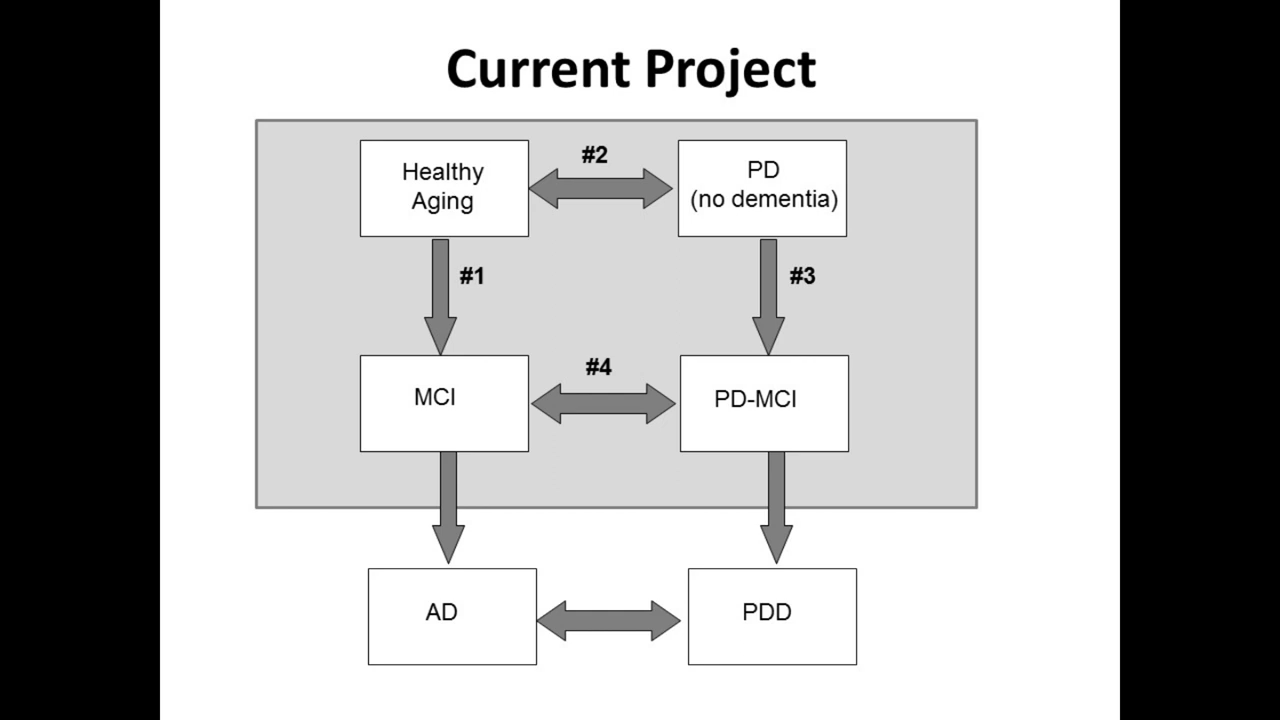 Current Project
#2
Healthy
Aging
PD
(no dementia)
#1
#3
#4
MCI
PD-MCI
AD
PDD